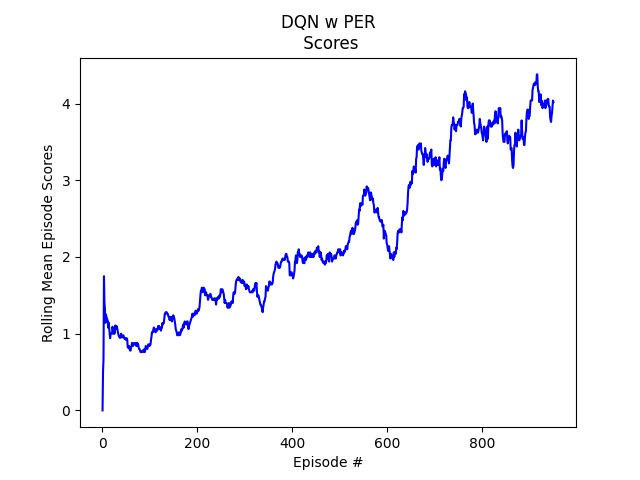 DQN w PER
Scores
Rolling Mean Episode Scores
4
3
2
1
0
0 200 400 600 800
Episode #